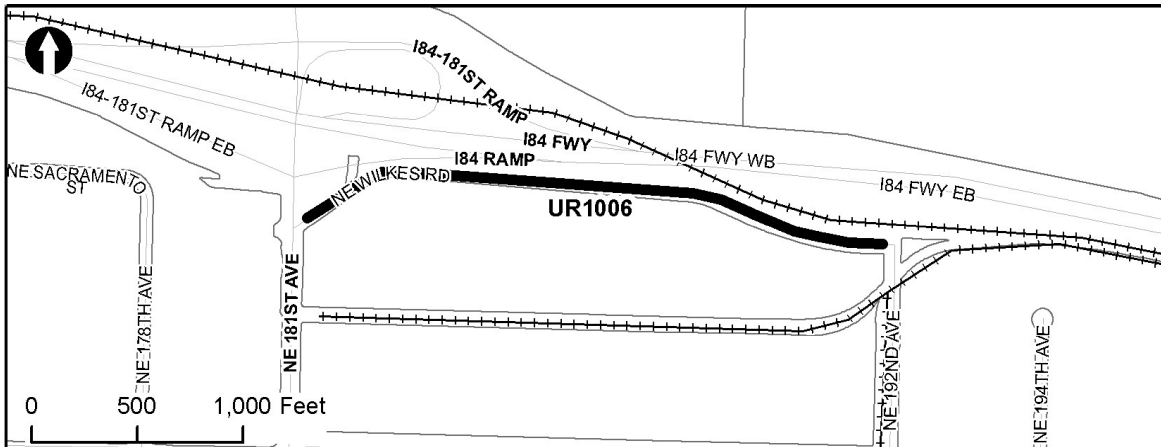 I84-181ST RAMP
I84-181ST RAMP EB
I84 FWY
I84 RAMP
I84 FWY WB
I84 FWY EB
NE SACRAMENTO
ST
NE WILKES RD
UR1006
NE 178TH AVE
NE 181ST AVE
NE 192ND AVE
NE 194TH AVE
0 500 1,000 Feet